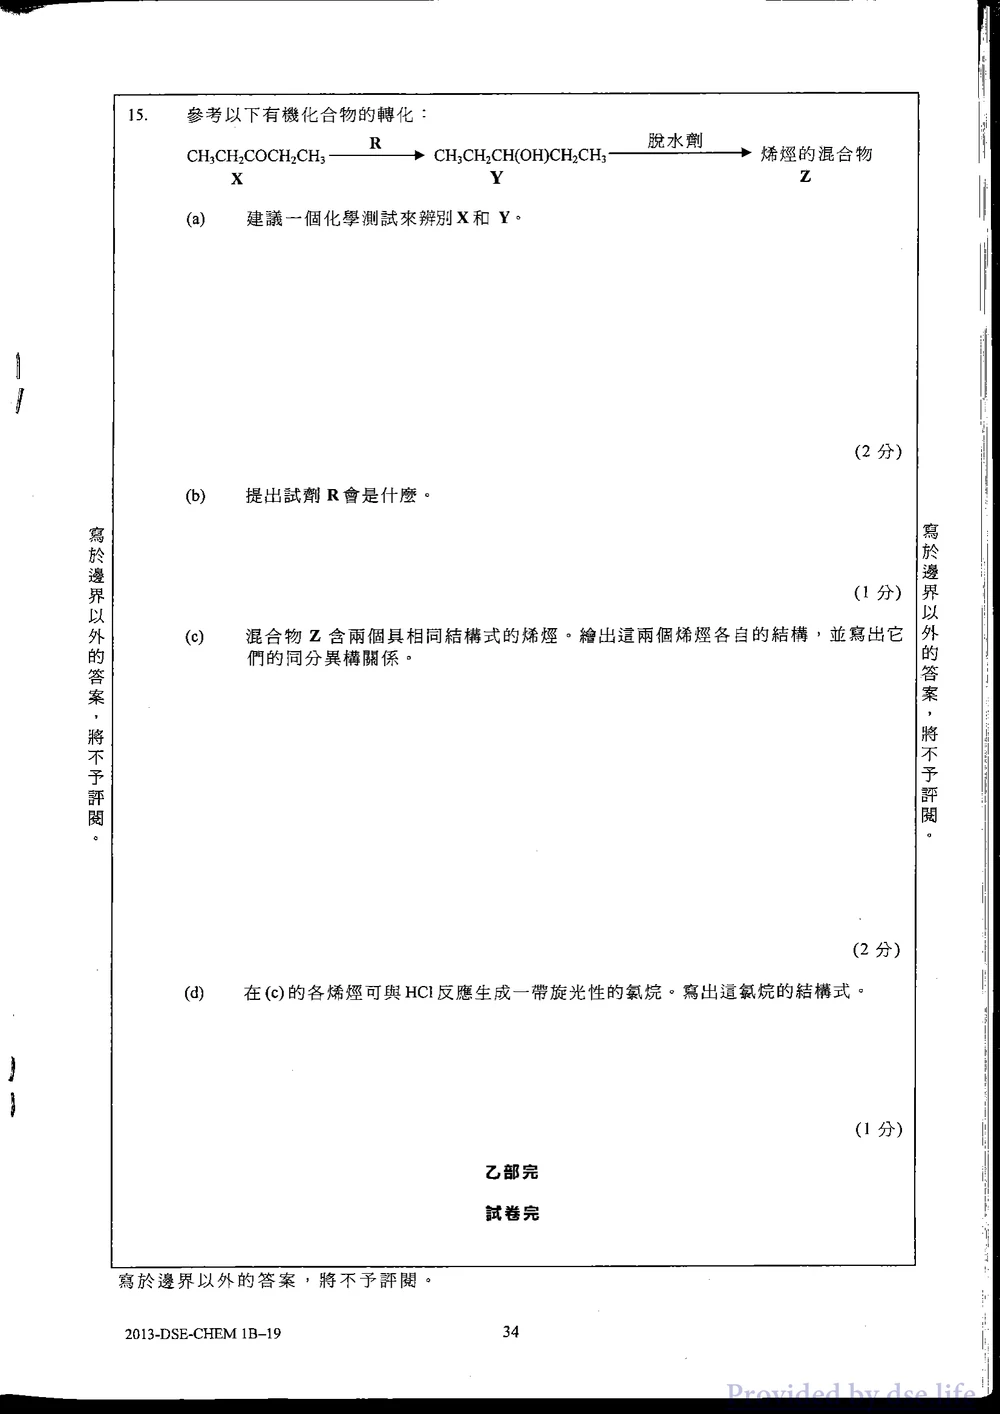 15. 參考以下有機化合物的轉化：
CH₃CH₂COCH₂CH₃ R CH₃CH₂CH(OH)CH₂CH₃ 脫水劑 烯烴的混合物
X Y Z
(a) 建議一個化學測試來辨別 X 和 Y。
(2 分)
(b) 提出試劑 R 會是什麼。
(1 分)
(c) 混合物 Z 含兩個具相同結構式的烯烴。繪出這兩個烯烴各自的結構，並寫出它
們的同分異構關係。
(2 分)
(d) 在(c)的各烯烴可與HCl反應生成一帶旋光性的氯烷。寫出這氯烷的結構式。
(1 分)
乙部完
試卷完
寫於邊界以外的答案，將不予評閱。
寫於邊界以外的答案，將不予評閱。
寫於邊界以外的答案，將不予評閱。
2013-DSE-CHEM 1B–19 34
Provided by dse.life